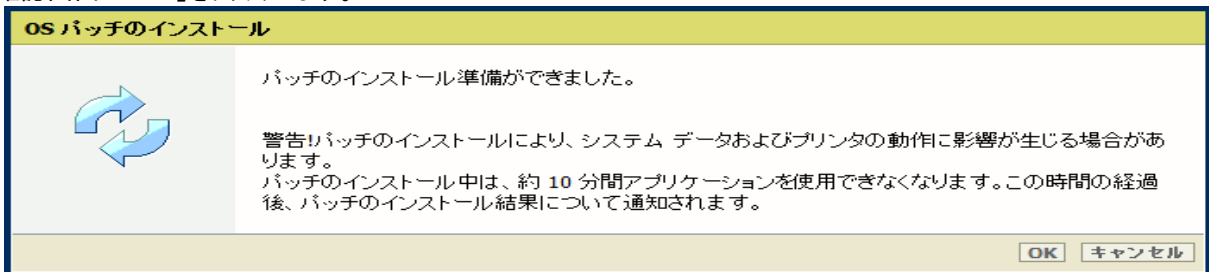 OS パッチのインストール
パッチのインストール準備ができました。
警告!パッチのインストールにより、システム データおよびプリンタの動作に影響が生じる場合があ
ります。
パッチのインストール中は、約 10 分間アプリケーションを使用できなくなります。この時間の経過
後、パッチのインストール結果について通知されます。
OK キャンセル